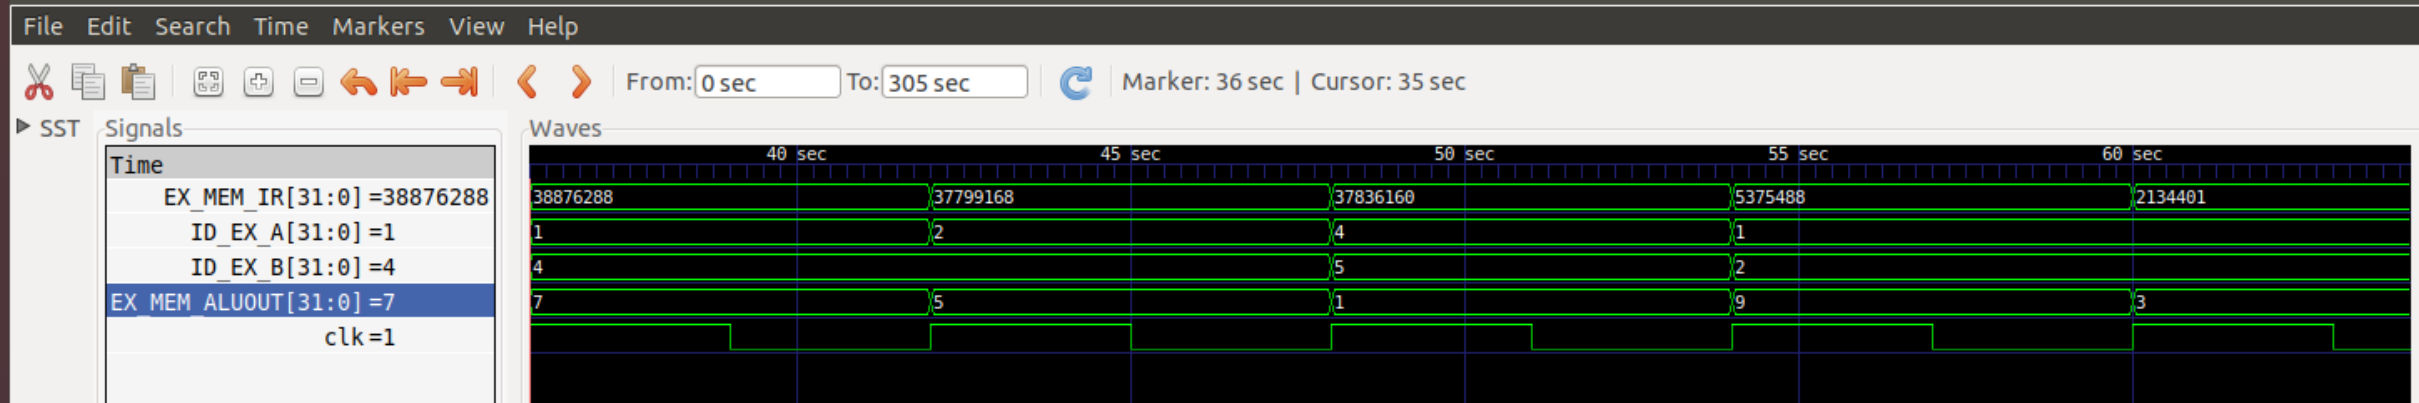 File Edit Search Time Markers View Help
From: 0 sec To: 305 sec Marker: 36 sec | Cursor: 35 sec
SST Signals Waves
Time 40 sec 45 sec 50 sec 55 sec 60 sec
EX_MEM_IR[31:0] =38876288 38876288 37799168 37836160 5375488 2134401
ID_EX_A[31:0] =1 1 2 4 1
ID_EX_B[31:0] =4 4 5 2
EX_MEM_ALUOUT[31:0] =7 7 5 1 9 3
clk =1